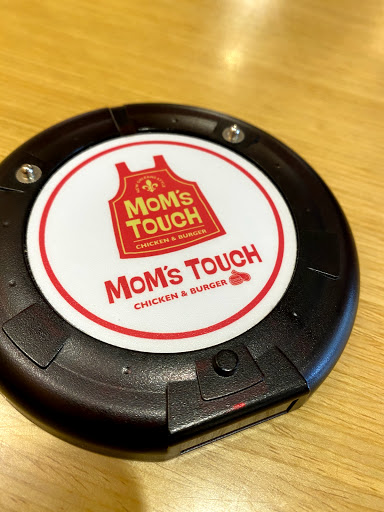 MOM'S
TOUCH
CHICKEN & BURGER
MOM'S TOUCH
CHICKEN & BURGER